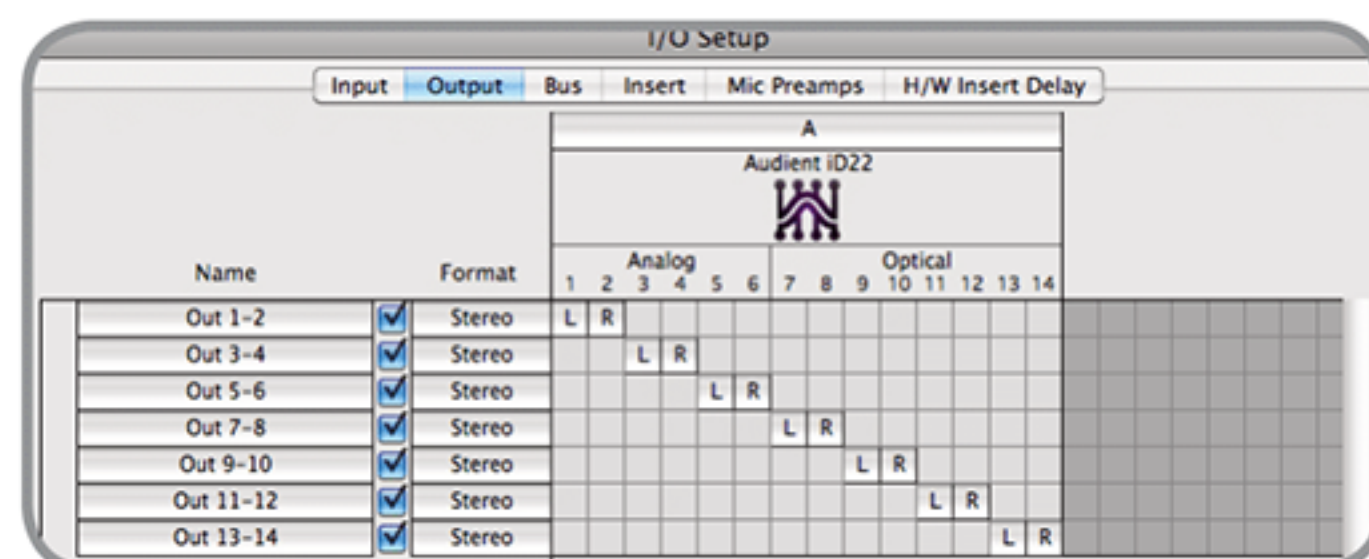 I/O Setup
Input Output Bus Insert Mic Preamps H/W Insert Delay
A
Audient iD22
Name Format Analog Optical
1 2 3 4 5 6 7 8 9 10 11 12 13 14
Out 1-2 Stereo L R
Out 3-4 Stereo L R
Out 5-6 Stereo L R
Out 7-8 Stereo L R
Out 9-10 Stereo L R
Out 11-12 Stereo L R
Out 13-14 Stereo L R